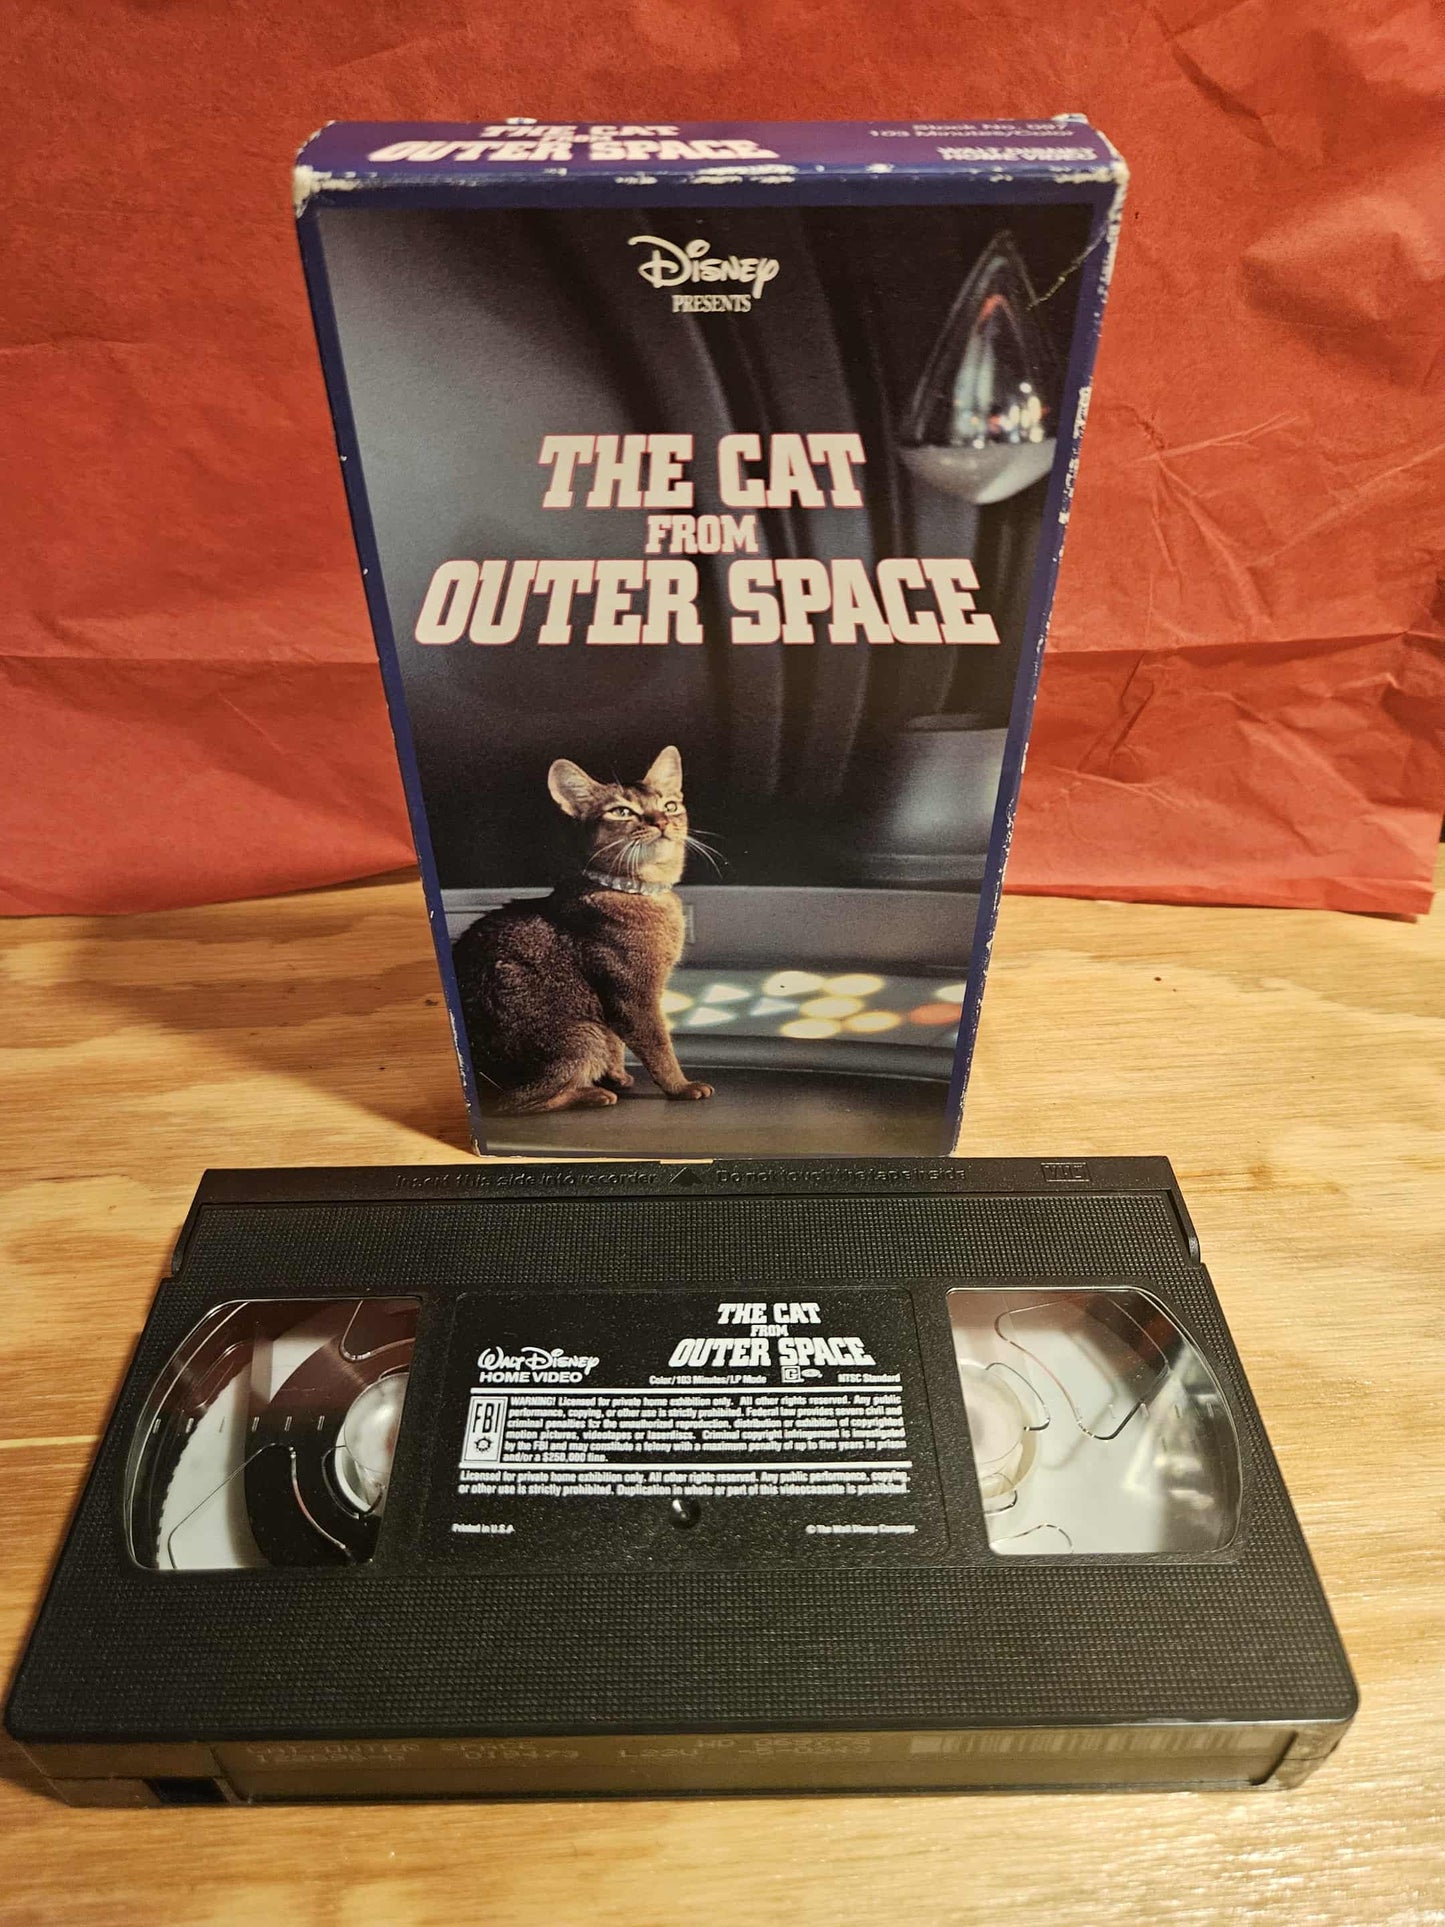 THE CAT
FROM
OUTER SPACE
Stock No. 097
103 Minutes/Color
WALT DISNEY
HOME VIDEO
DISNEY
PRESENTS
THE CAT
FROM
OUTER SPACE
Insert this side into recorder
Do not touch the tape inside
VHS
THE CAT
FROM
OUTER SPACE
WALT DISNEY
HOME VIDEO
Color/103 Minutes/LP Mode
G
NTSC Standard
FBI
WARNING! Licensed for private home exhibition only. All other rights reserved. Any public
performance, copying, or other use is strictly prohibited. Federal law provides severe civil and
criminal penalties for the unauthorized reproduction, distribution or exhibition of copyrighted
motion pictures, videotapes or laserdiscs. Criminal copyright infringement is investigated
by the FBI and may constitute a felony with a maximum penalty of up to five years in prison
and/or a $250,000 fine.
Licensed for private home exhibition only. All other rights reserved. Any public performance, copying,
or other use is strictly prohibited. Duplication in whole or part of this videocassette is prohibited.
Printed in U.S.A.
© The Walt Disney Company
019473